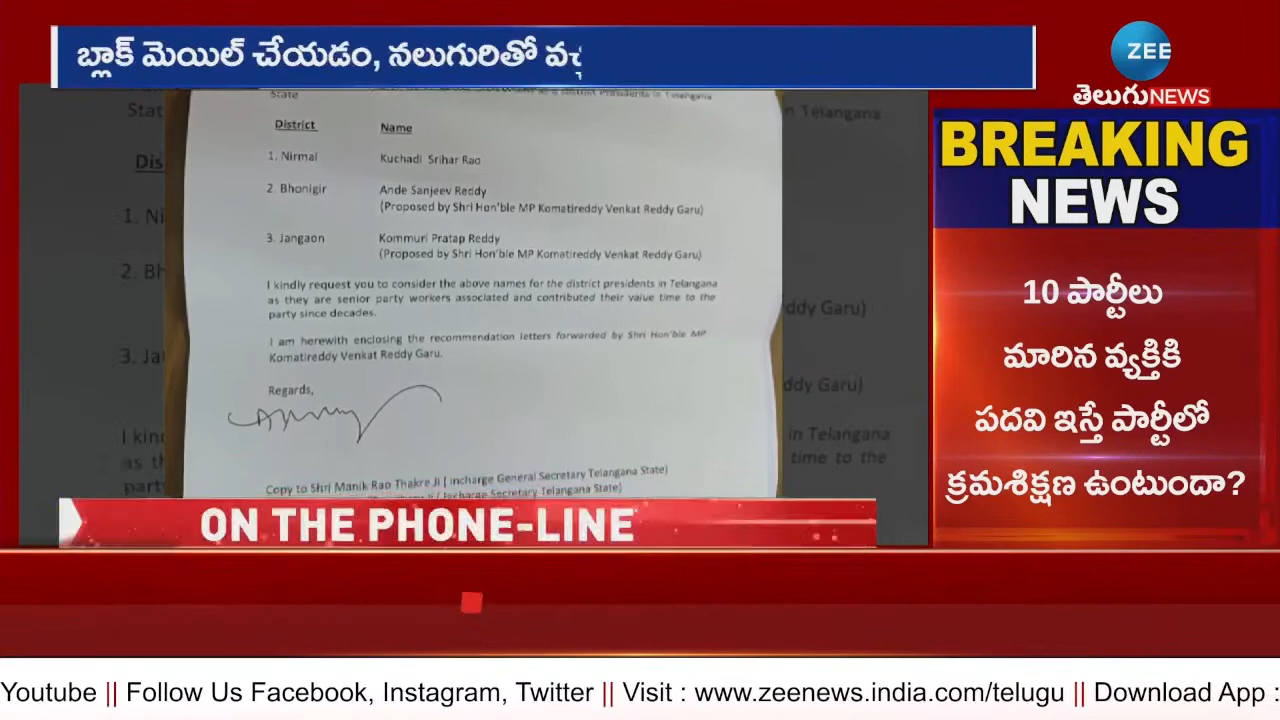 బ్లాక్ మెయిల్ చేయడం, నలుగురితో
ZEE
తెలుగు NEWS
BREAKING
NEWS
10 పార్టీలు
మారిన వ్యక్తికి
పదవి ఇస్తే పార్టీలో
క్రమశిక్షణ ఉంటుందా?
State
District Name
1. Nirmal Kuchadi Srihar Rao
2. Bhonigir Ande Sanjeev Reddy
(Proposed by Shri Hon'ble MP Komatireddy Venkat Reddy Garu)
3. Jangaon Kommuri Pratap Reddy
(Proposed by Shri Hon'ble MP Komatireddy Venkat Reddy Garu)
I kindly request you to consider the above names for the district presidents in Telangana
as they are senior party workers associated and contributed their value time to the
party since decades.
I am herewith enclosing the recommendation letters forwarded by Shri Hon'ble MP
Komatireddy Venkat Reddy Garu.
Regards,
Copy to Shri Manik Rao Thakre Ji ( Incharge General Secretary Telangana State)
ON THE PHONE-LINE
Youtube || Follow Us Facebook, Instagram, Twitter || Visit : www.zeenews.india.com/telugu || Download App :